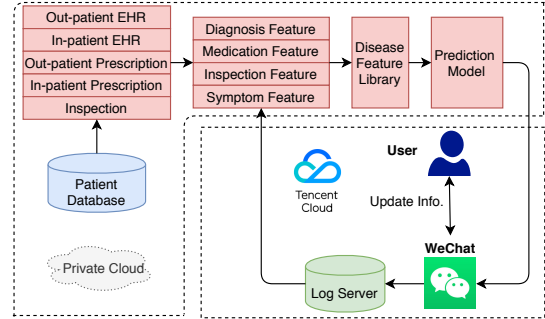 Out-patient EHR
In-patient EHR
Out-patient Prescription
In-patient Prescription
Inspection
Diagnosis Feature
Medication Feature
Inspection Feature
Symptom Feature
Disease
Feature
Library
Prediction
Model
Patient
Database
Private Cloud
Tencent
Cloud
User
Update Info.
WeChat
Log Server